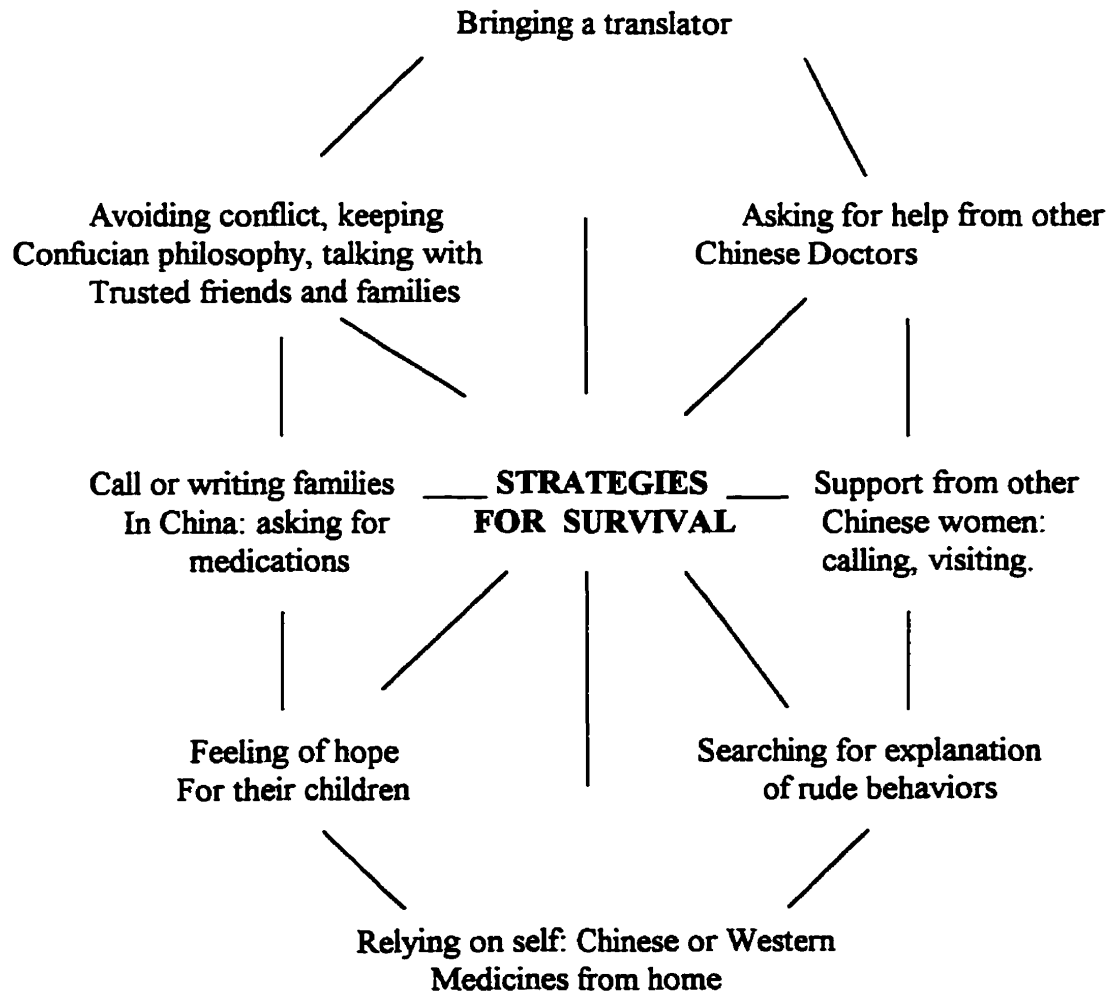 Bringing a translator
Avoiding conflict, keeping
Confucian philosophy, talking with
Trusted friends and families
Asking for help from other
Chinese Doctors
Call or writing families
In China: asking for
medications
STRATEGIES
FOR SURVIVAL
Support from other
Chinese women:
calling, visiting.
Feeling of hope
For their children
Searching for explanation
of rude behaviors
Relying on self: Chinese or Western
Medicines from home